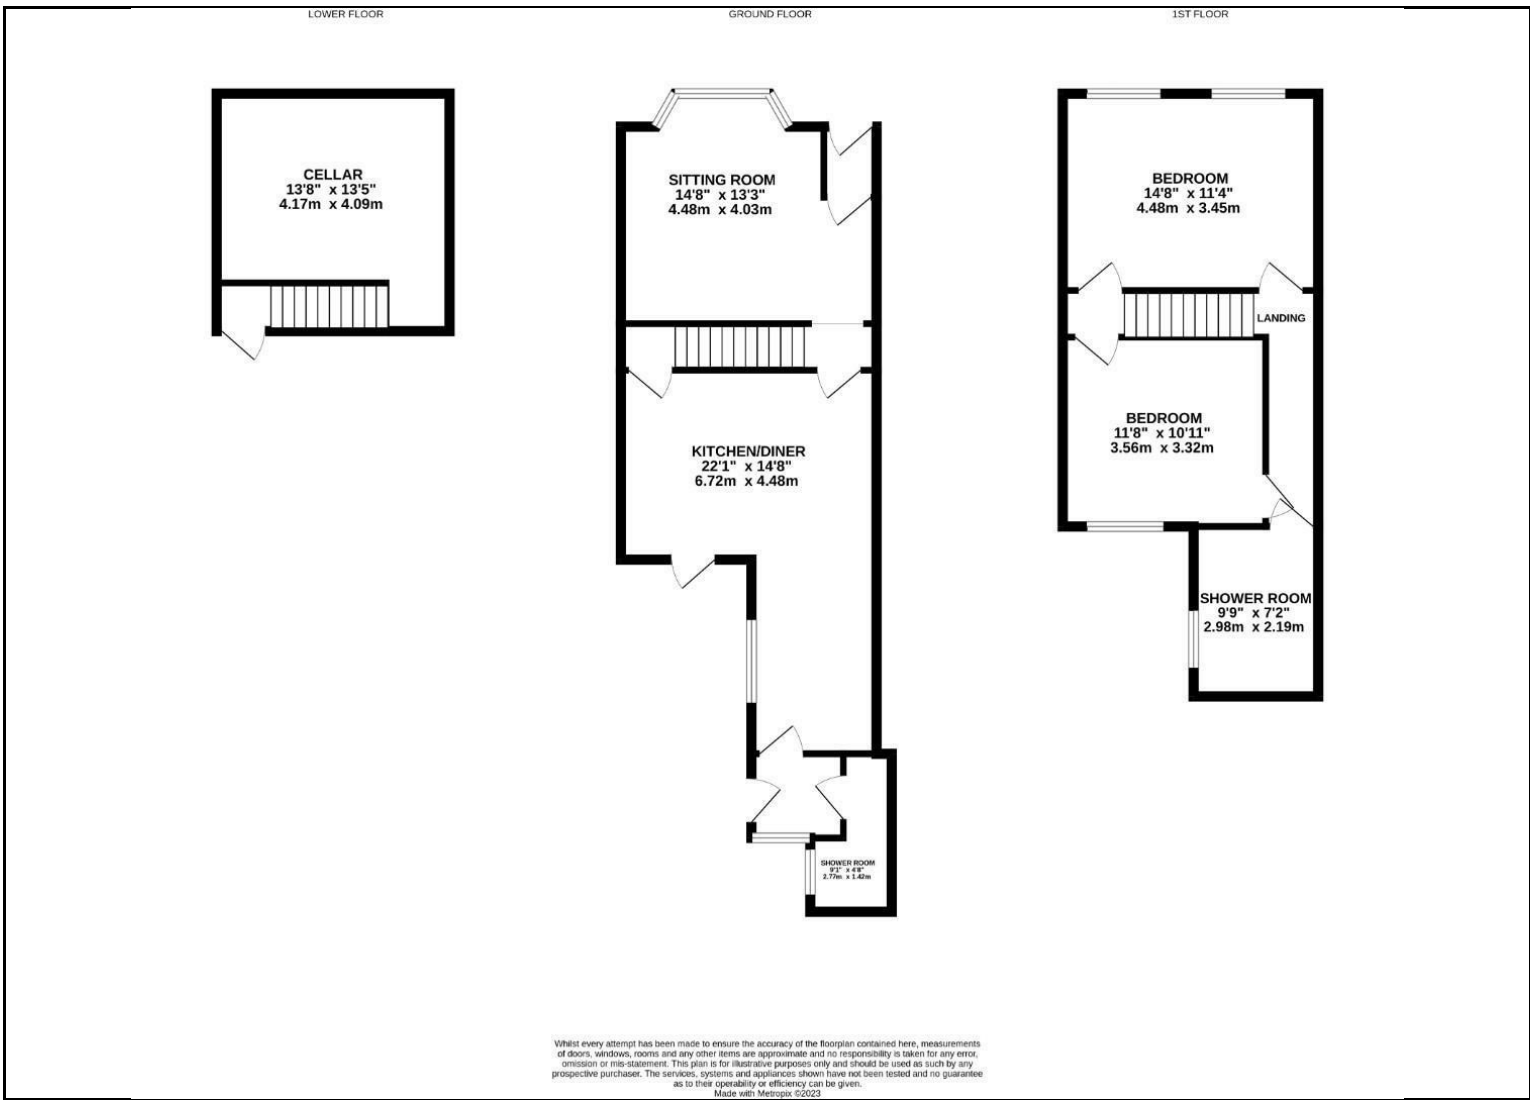 LOWER FLOOR
GROUND FLOOR
1ST FLOOR
CELLAR
13'8" x 13'5"
4.17m x 4.09m
SITTING ROOM
14'8" x 13'3"
4.48m x 4.03m
KITCHEN/DINER
22'1" x 14'8"
6.72m x 4.48m
SHOWER ROOM
9'1" x 4'8"
2.77m x 1.42m
BEDROOM
14'8" x 11'4"
4.48m x 3.45m
LANDING
BEDROOM
11'8" x 10'11"
3.56m x 3.32m
SHOWER ROOM
9'9" x 7'2"
2.98m x 2.19m
Whilst every attempt has been made to ensure the accuracy of the floorplan contained here, measurements
of doors, windows, rooms and any other items are approximate and no responsibility is taken for any error,
omission or mis-statement. This plan is for illustrative purposes only and should be used as such by any
prospective purchaser. The services, systems and appliances shown have not been tested and no guarantee
as to their operability or efficiency can be given.
Made with Metropix ©2023